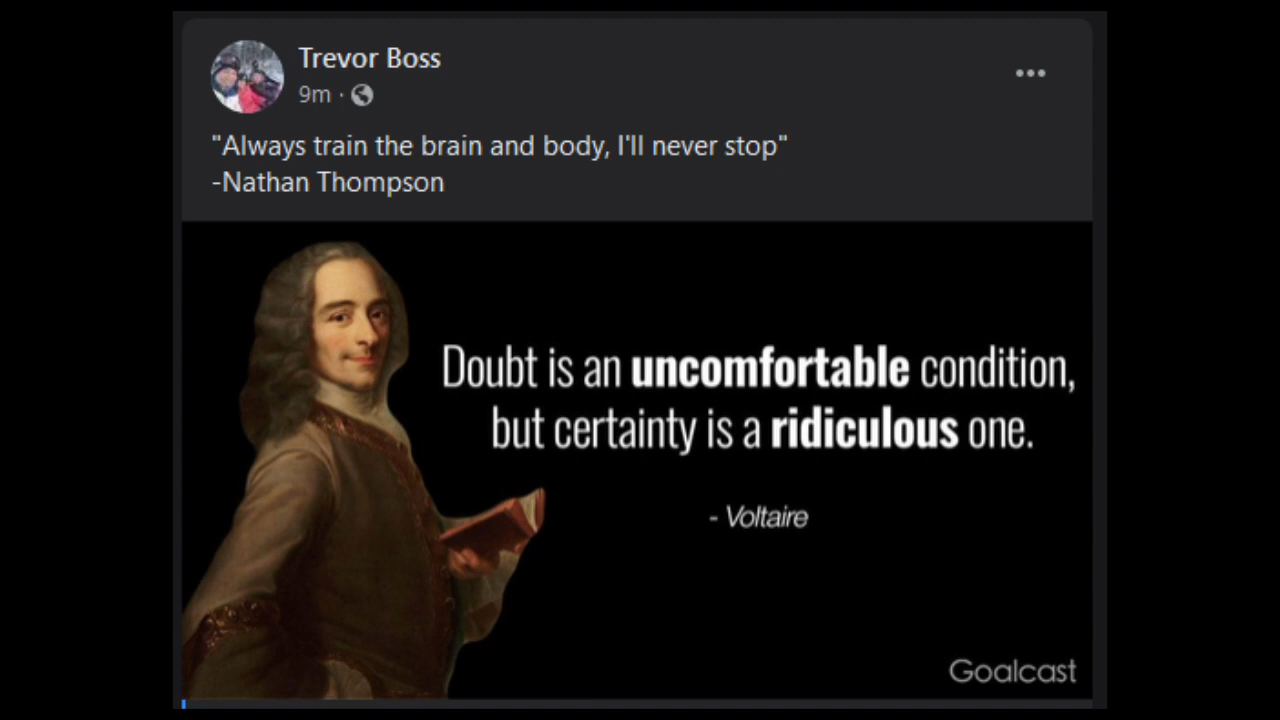 Trevor Boss
9m ·
"Always train the brain and body, I'll never stop"
-Nathan Thompson
Doubt is an uncomfortable condition,
but certainty is a ridiculous one.
- Voltaire
Goalcast